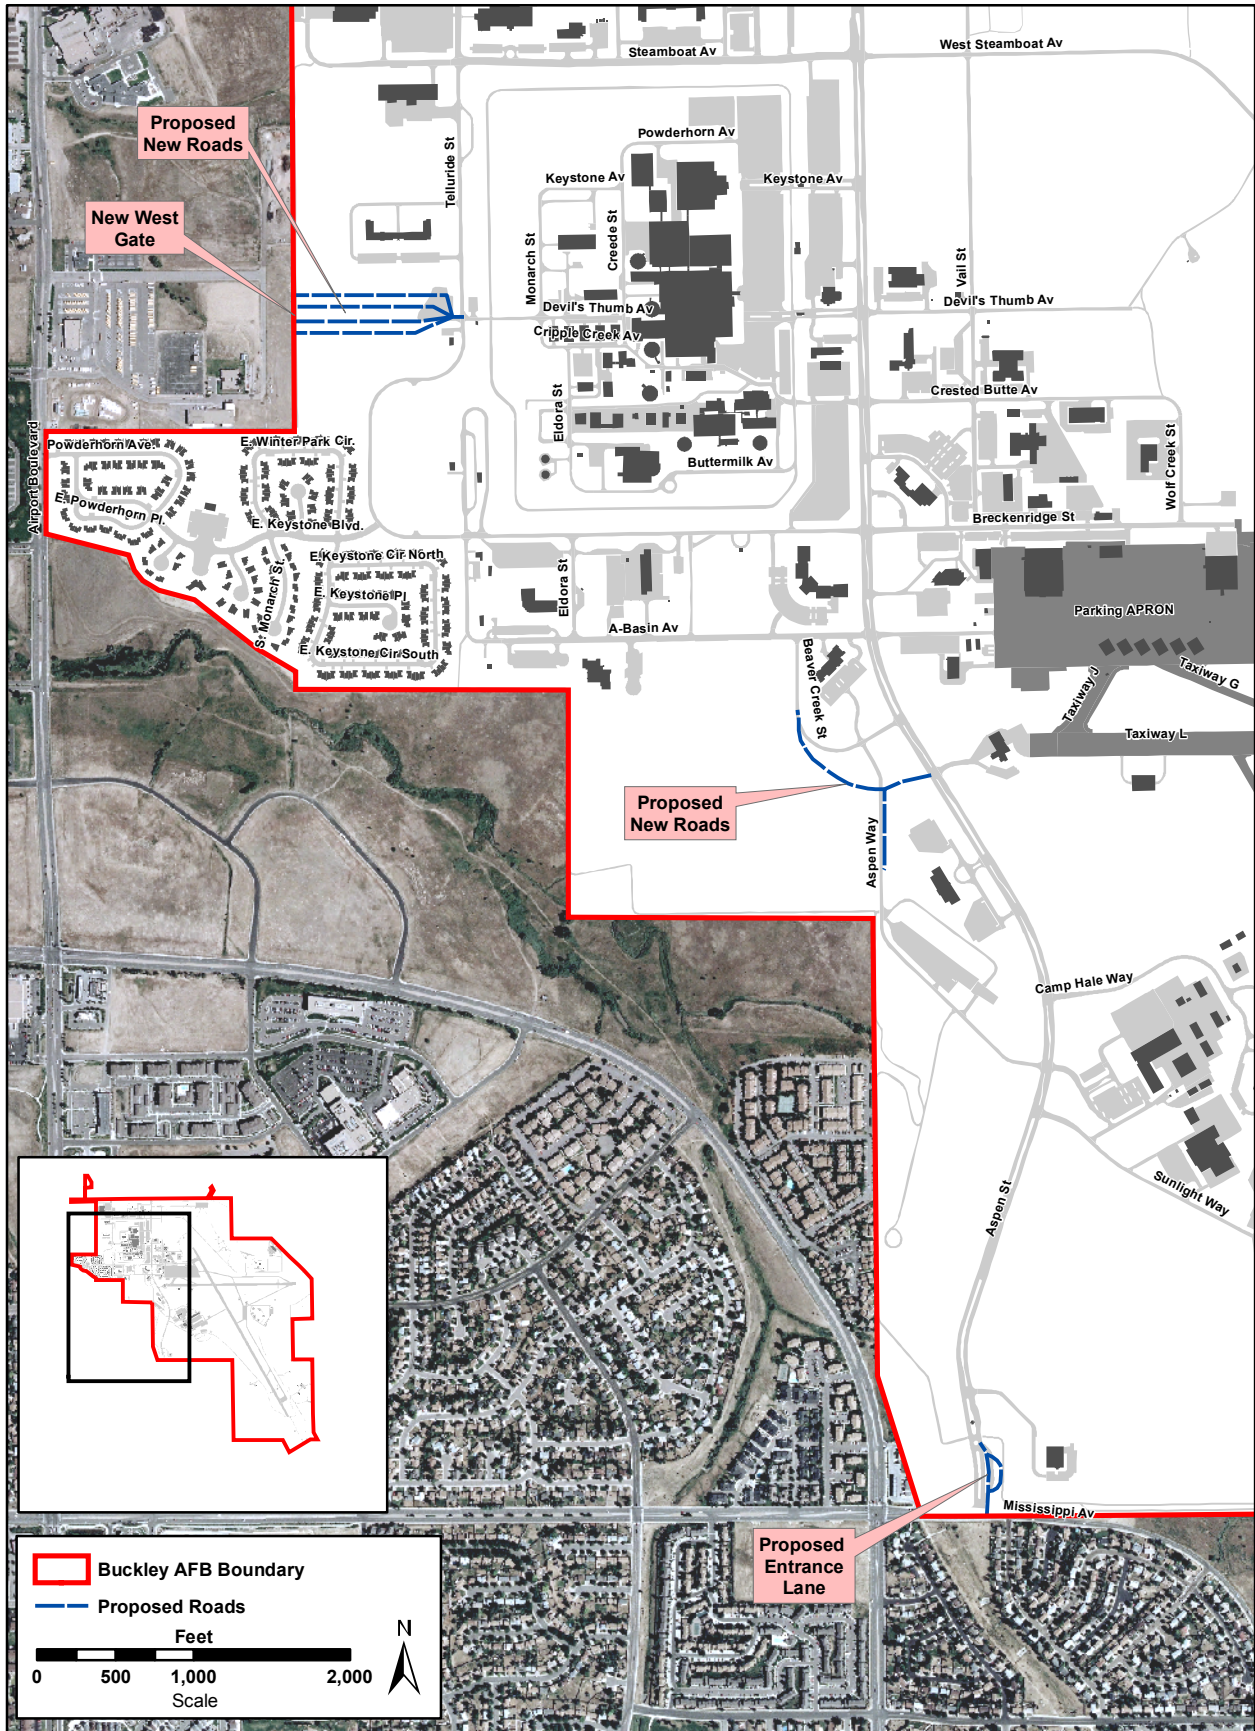 Steamboat Av
West Steamboat Av
Proposed
New Roads
Powderhorn Av
Telluride St
Keystone Av
Keystone Av
New West
Gate
Creede St
Monarch St
Vail St
Devil's Thumb Av
Devil's Thumb Av
Cripple Creek Av
Crested Butte Av
Eldora St
Airport Boulevard
Powderhorn Ave.
E. Winter Park Cir.
Wolf Creek St
Buttermilk Av
E. Powderhorn Pl.
E. Keystone Blvd.
Breckenridge St
E. Keystone Cir North
S. Monarch St.
E. Keystone Pl
Eldora St
Parking APRON
A-Basin Av
E. Keystone Cir South
Beaver Creek St
Taxiway J
Taxiway G
Taxiway L
Proposed
New Roads
Aspen Way
Camp Hale Way
Aspen St
Sunlight Way
Mississippi Av
Proposed
Entrance
Lane
Buckley AFB Boundary
Proposed Roads
Feet
0 500 1,000 2,000
Scale
N